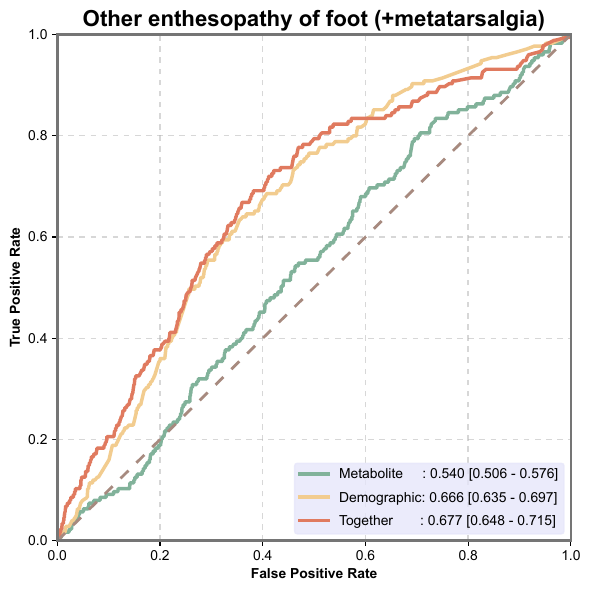 Other enthesopathy of foot (+metatarsalgia)
True Positive Rate
1.0
0.8
0.6
0.4
0.2
0.0
Metabolite : 0.540 [0.506 - 0.576]
Demographic: 0.666 [0.635 - 0.697]
Together : 0.677 [0.648 - 0.715]
0.0 0.2 0.4 0.6 0.8 1.0
False Positive Rate